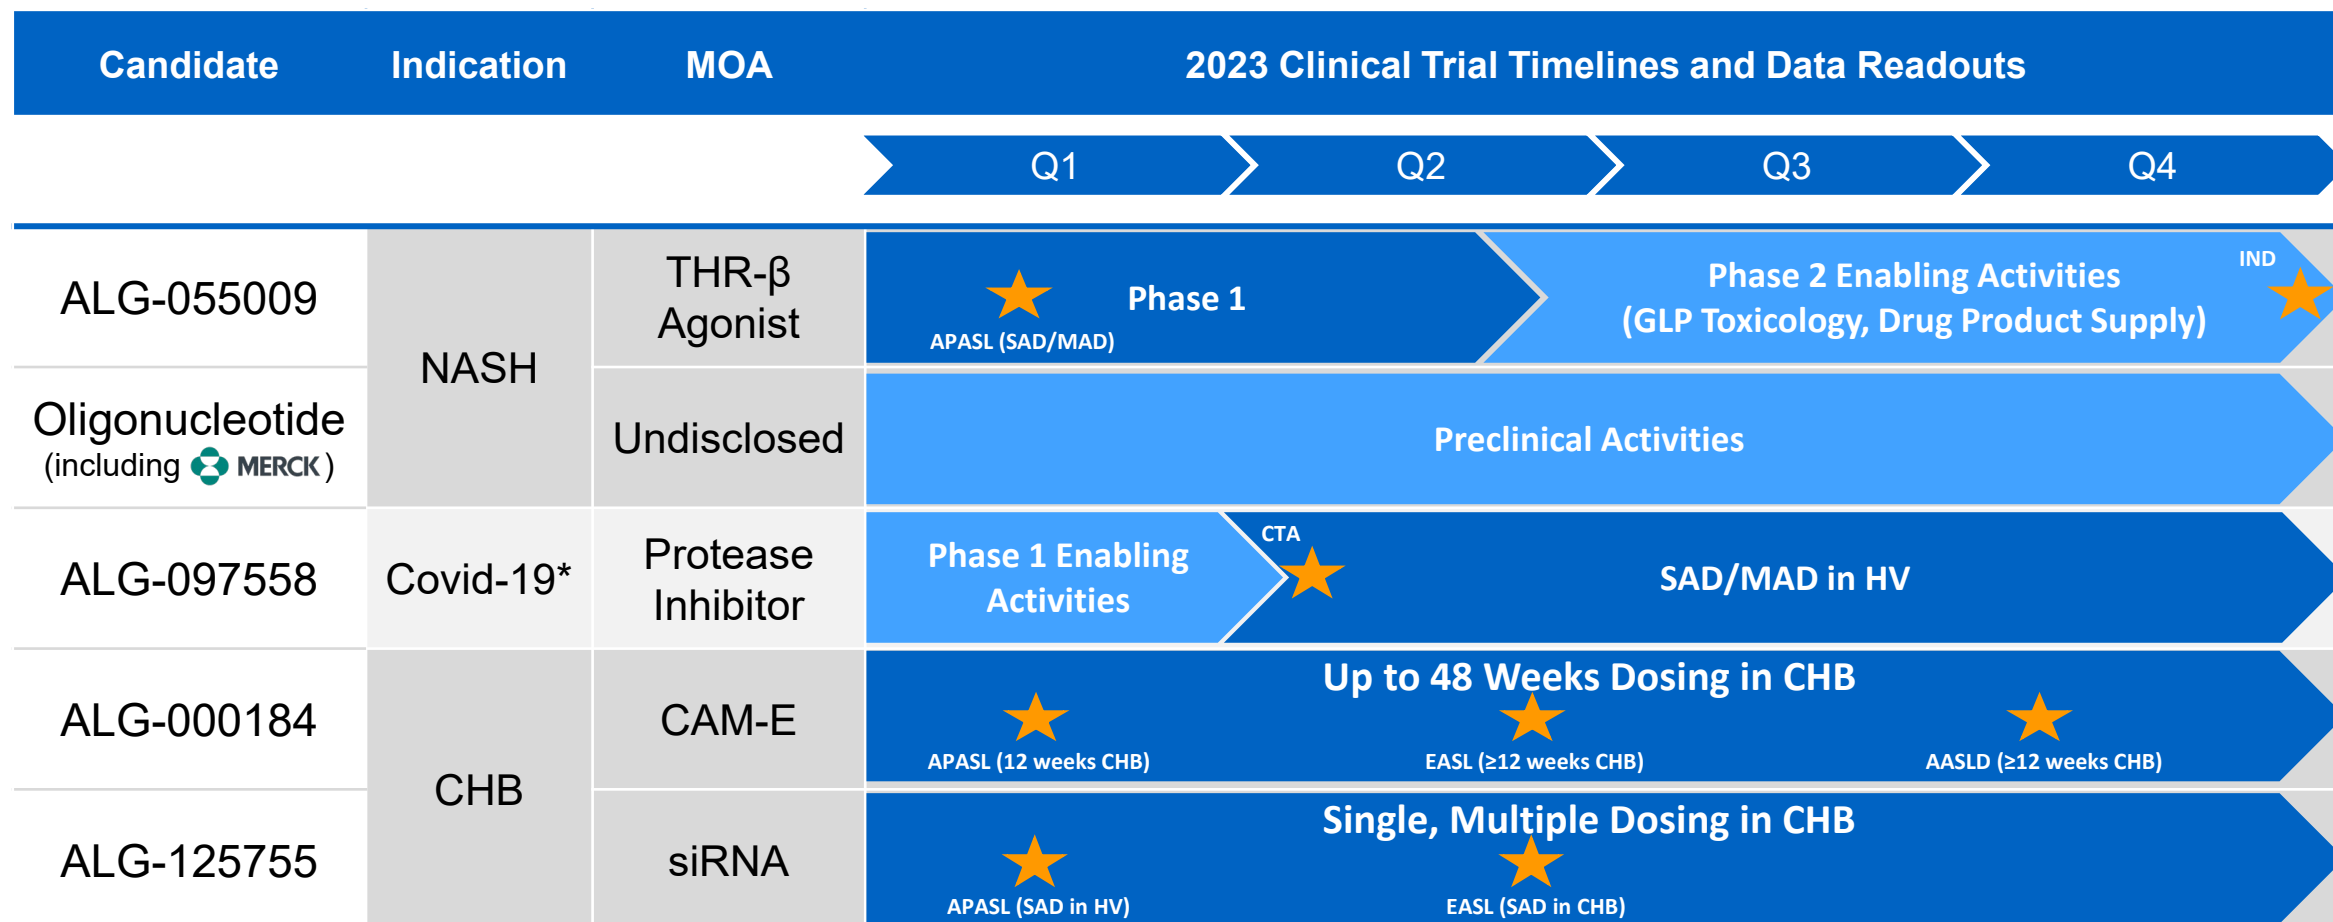 Candidate
Indication
MOA
2023 Clinical Trial Timelines and Data Readouts
Q1
Q2
Q3
Q4
ALG-055009
NASH
THR-β
Agonist
Phase 1
APASL (SAD/MAD)
Phase 2 Enabling Activities
(GLP Toxicology, Drug Product Supply)
IND
Oligonucleotide
(including MERCK)
Undisclosed
Preclinical Activities
ALG-097558
Covid-19*
Protease
Inhibitor
Phase 1 Enabling
Activities
CTA
SAD/MAD in HV
ALG-000184
CHB
CAM-E
Up to 48 Weeks Dosing in CHB
APASL (12 weeks CHB)
EASL (≥12 weeks CHB)
AASLD (≥12 weeks CHB)
ALG-125755
siRNA
Single, Multiple Dosing in CHB
APASL (SAD in HV)
EASL (SAD in CHB)